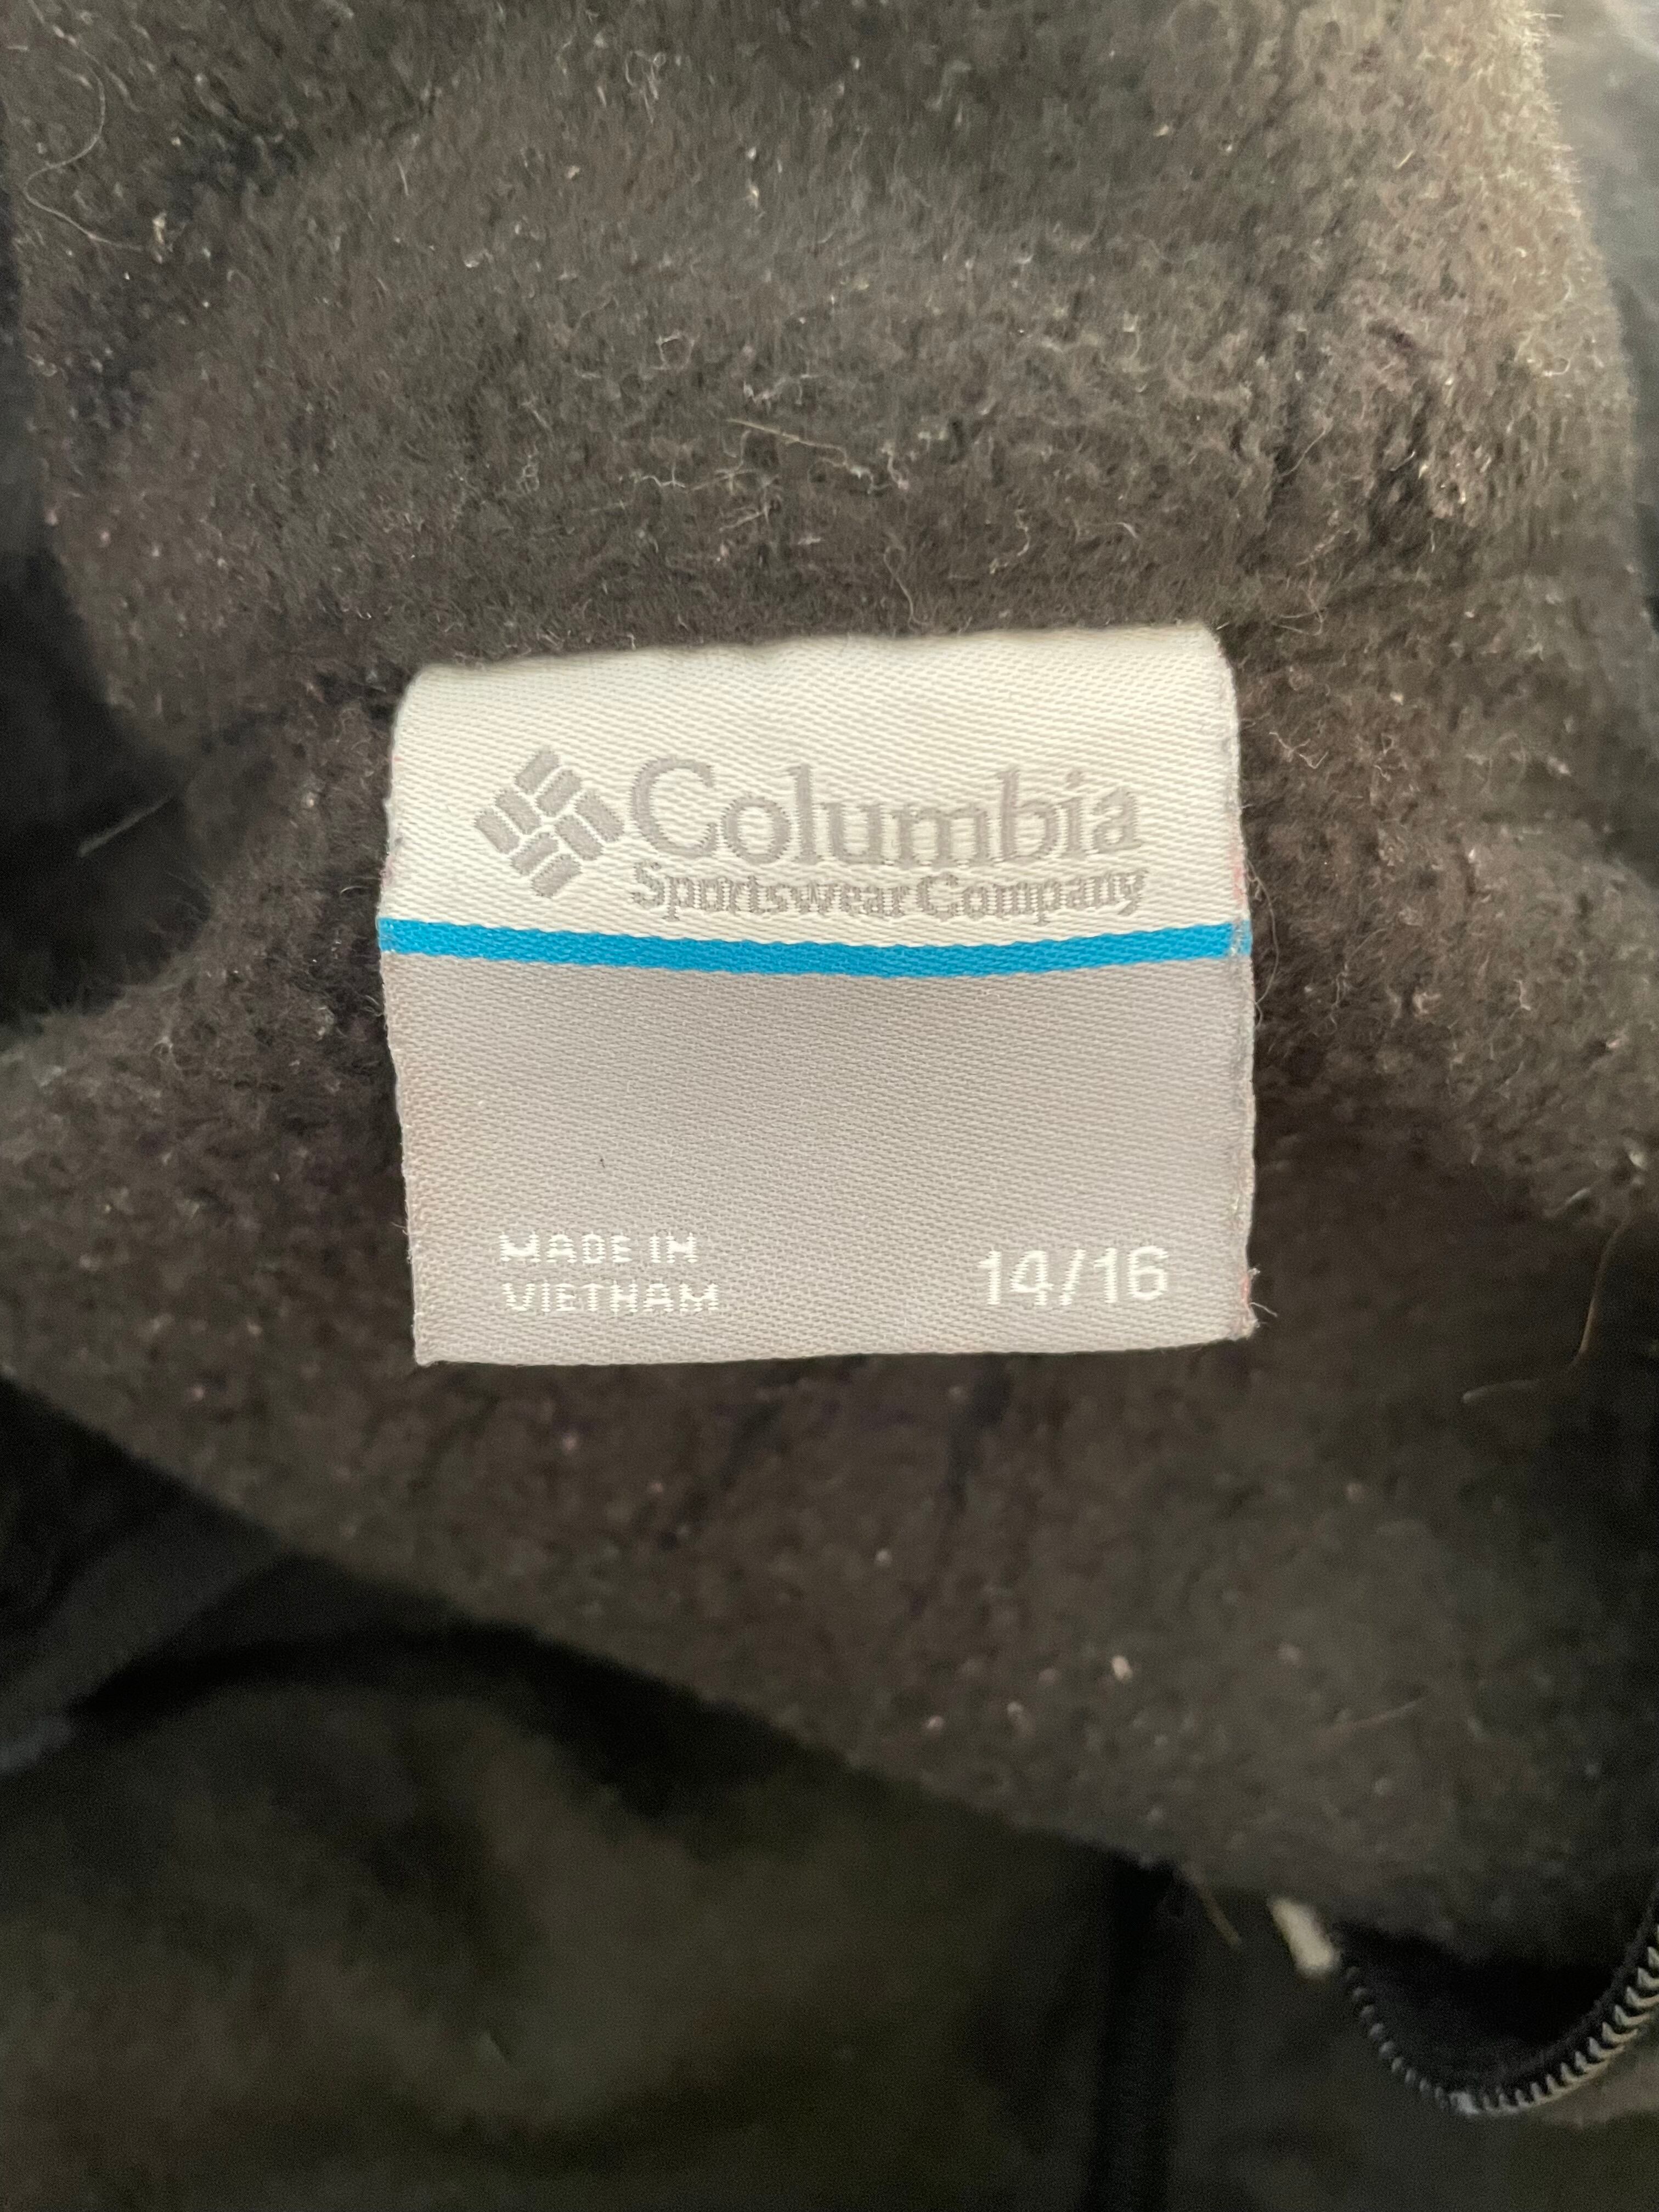 Columbia
Sportswear Company
MADE IN
VIETNAM
14/16